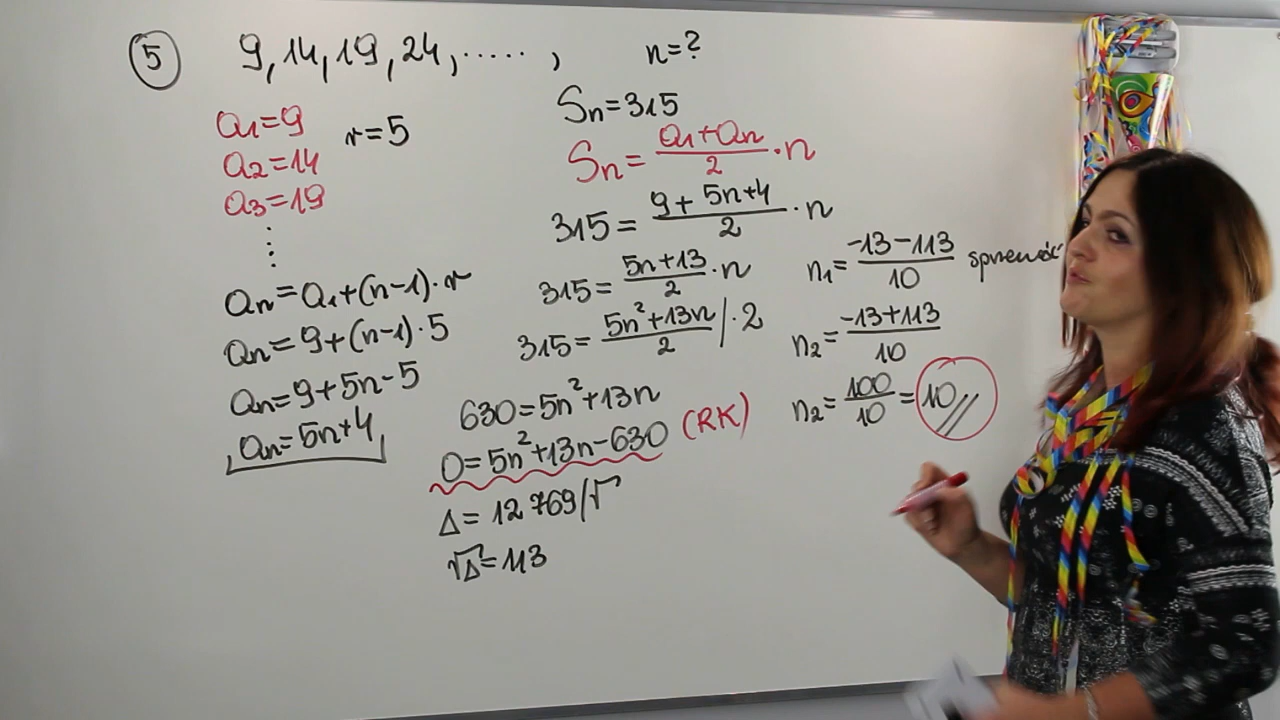 5 9, 14, 19, 24, ....., n=?
a₁=9
a₂=14
a₃=19
⋮
r=5
aₙ=a₁+(n-1)·r
aₙ=9+(n-1)·5
aₙ=9+5n-5
aₙ=5n+4
Sₙ=315
Sₙ=(a₁+aₙ)/2·n
315=(9+5n+4)/2·n
315=(5n+13)/2·n
315=(5n²+13n)/2 /·2
630=5n²+13n
0=5n²+13n-630 (RK)
Δ=12769/√
√Δ=113
n₁=(-13-113)/10
n₂=(-13+113)/10
n₂=100/10=10//